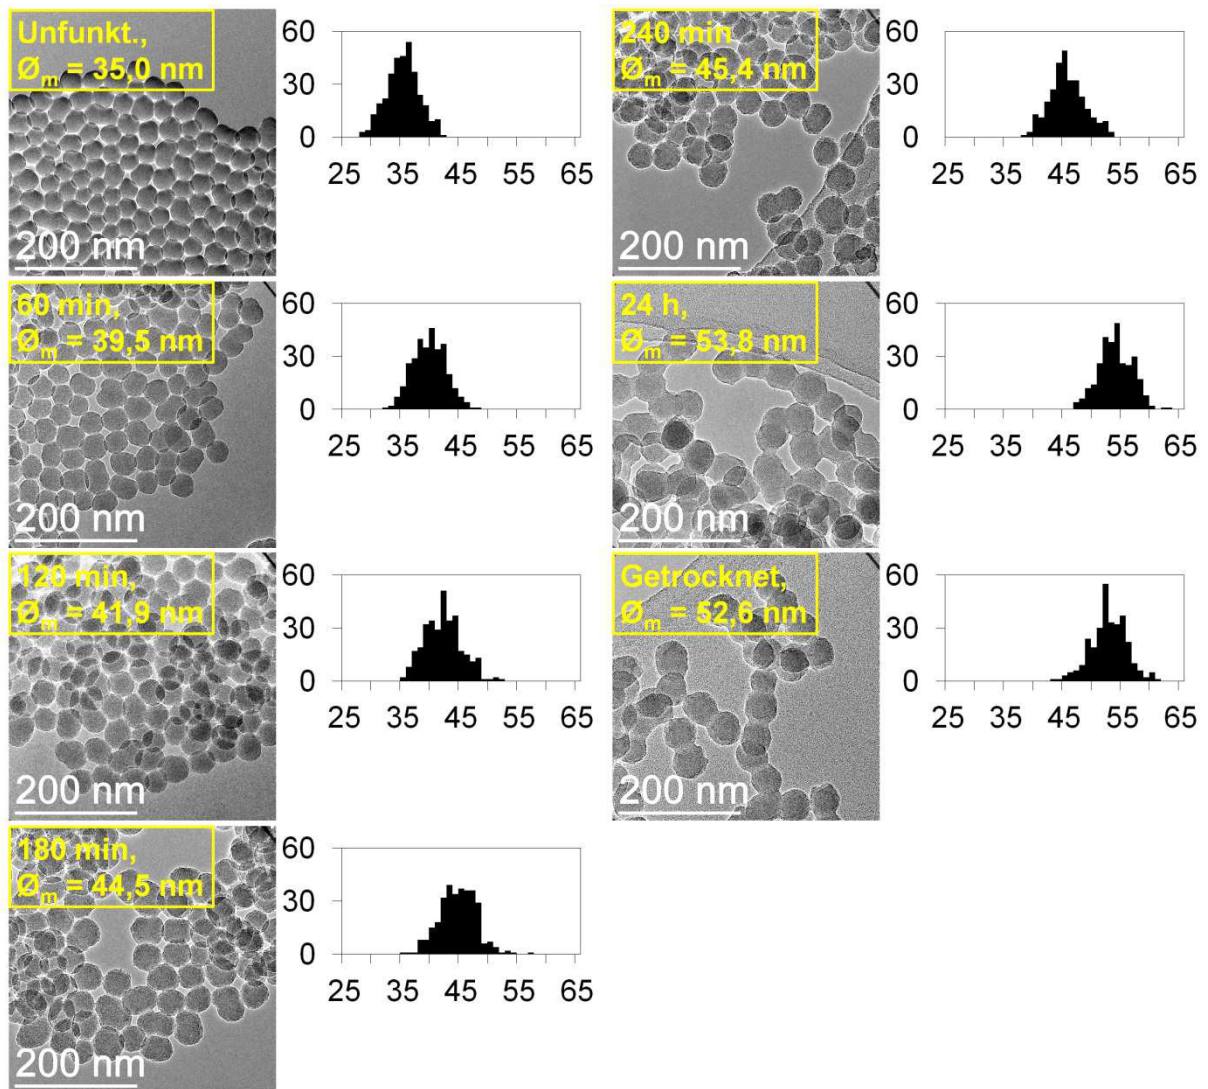 Unfunkt.,
Øm = 35,0 nm
200 nm
60
30
0
25 35 45 55 65
60 min,
Øm = 39,5 nm
200 nm
60
30
0
25 35 45 55 65
120 min,
Øm = 41,9 nm
200 nm
60
30
0
25 35 45 55 65
180 min,
Øm = 44,5 nm
200 nm
60
30
0
25 35 45 55 65
240 min
Øm = 45,4 nm
200 nm
60
30
0
25 35 45 55 65
24 h,
Øm = 53,8 nm
200 nm
60
30
0
25 35 45 55 65
Getrocknet,
Øm = 52,6 nm
200 nm
60
30
0
25 35 45 55 65